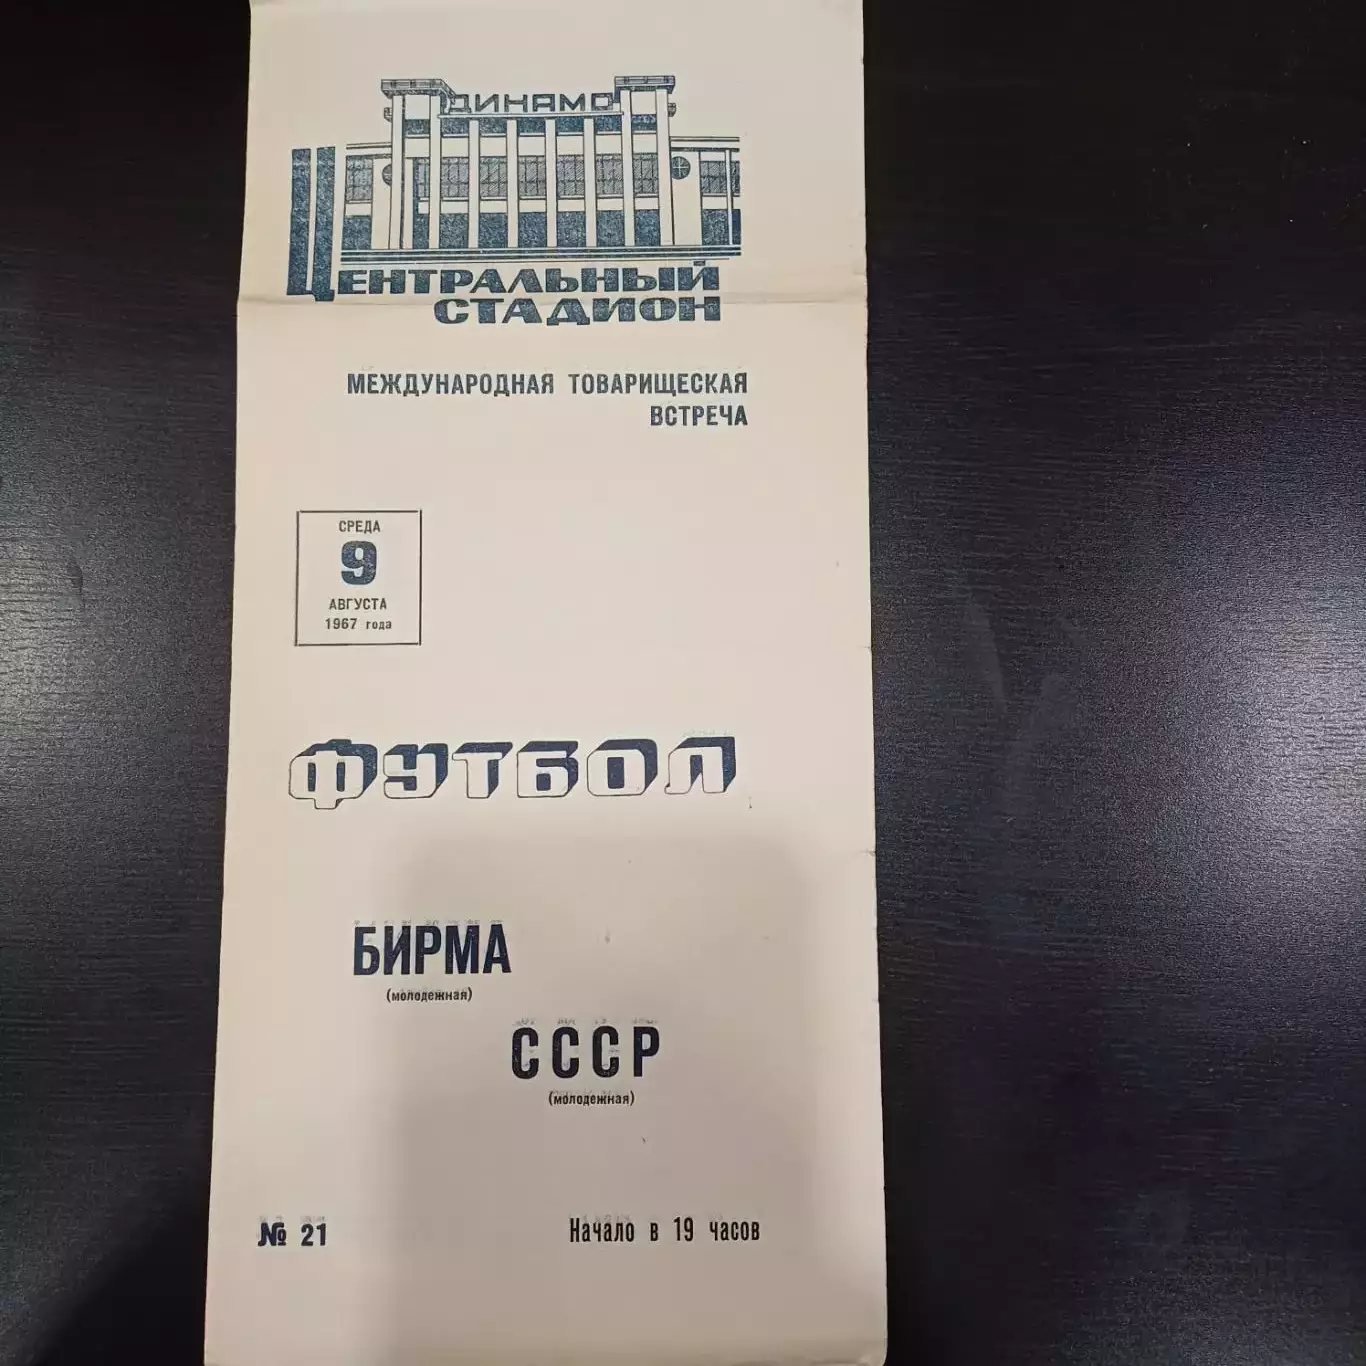 ДИНАМО
ЦЕНТРАЛЬНЫЙ
СТАДИОН
МЕЖДУНАРОДНАЯ ТОВАРИЩЕСКАЯ
ВСТРЕЧА
СРЕДА
9
АВГУСТА
1967 года
ФУТБОЛ
БИРМА
(молодежная)
СССР
(молодежная)
№ 21
Начало в 19 часов